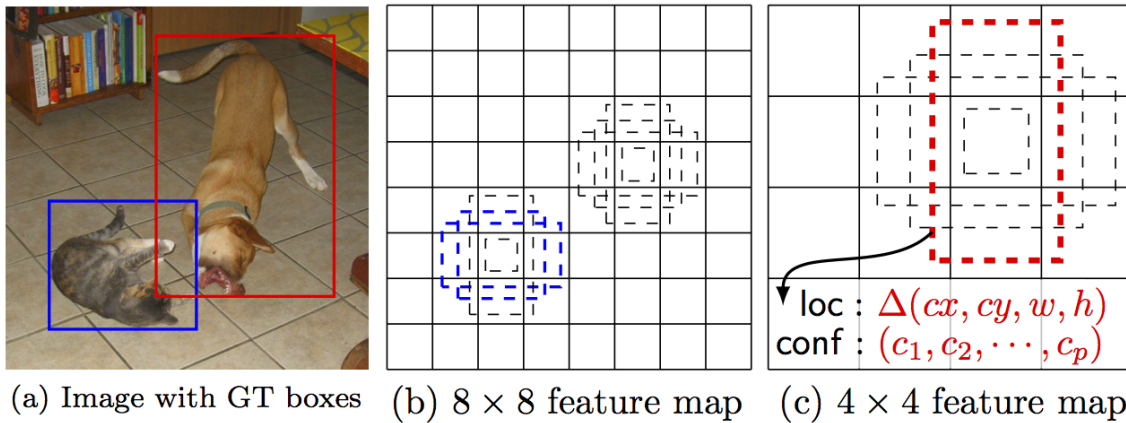 loc : Δ(cx, cy, w, h)
conf : (c₁, c₂, ⋯, cₚ)
(a) Image with GT boxes
(b) 8 × 8 feature map
(c) 4 × 4 feature map